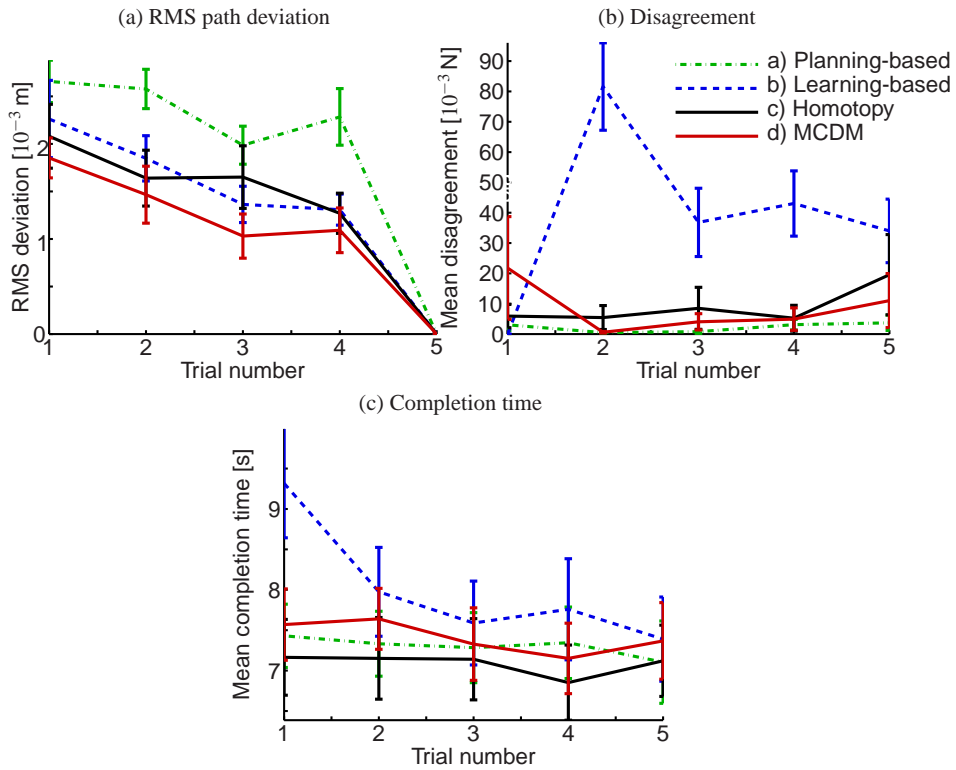 (a) RMS path deviation
RMS deviation [10⁻³ m]
2
1
0
1 2 3 4 5
Trial number
(b) Disagreement
Mean disagreement [10⁻³ N]
90
80
70
60
50
40
30
20
10
0
1 2 3 4 5
Trial number
a) Planning-based
b) Learning-based
c) Homotopy
d) MCDM
(c) Completion time
Mean completion time [s]
9
8
7
1 2 3 4 5
Trial number